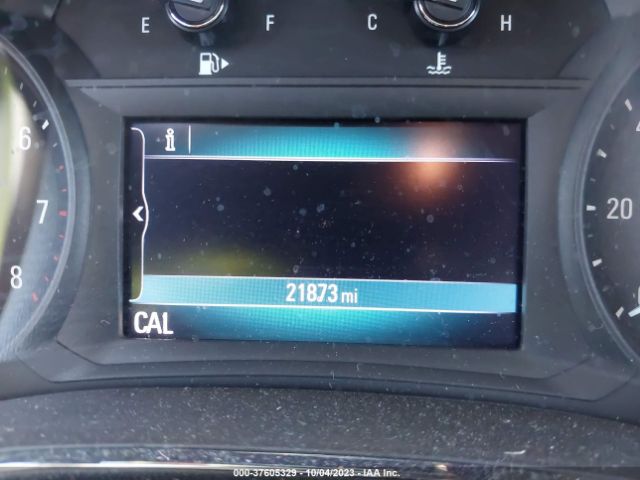 E F C H
6
7
8
20
i
21873 mi
CAL
000-37605329 - 10/04/2023 - IAA Inc.